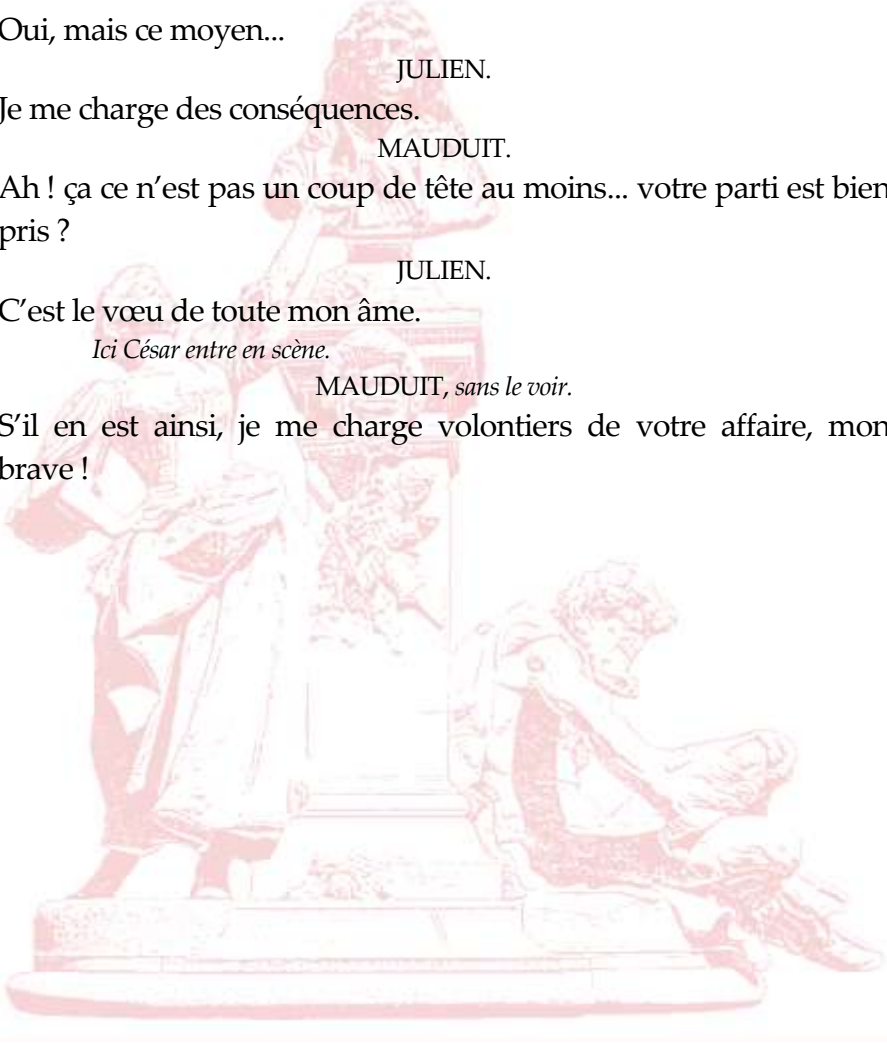 Oui, mais ce moyen...
JULIEN.
Je me charge des conséquences.
MAUDUIT.
Ah ! ça ce n’est pas un coup de tête au moins... votre parti est bien
pris ?
JULIEN.
C’est le vœu de toute mon âme.
Ici César entre en scène.
MAUDUIT, sans le voir.
S’il en est ainsi, je me charge volontiers de votre affaire, mon
brave !